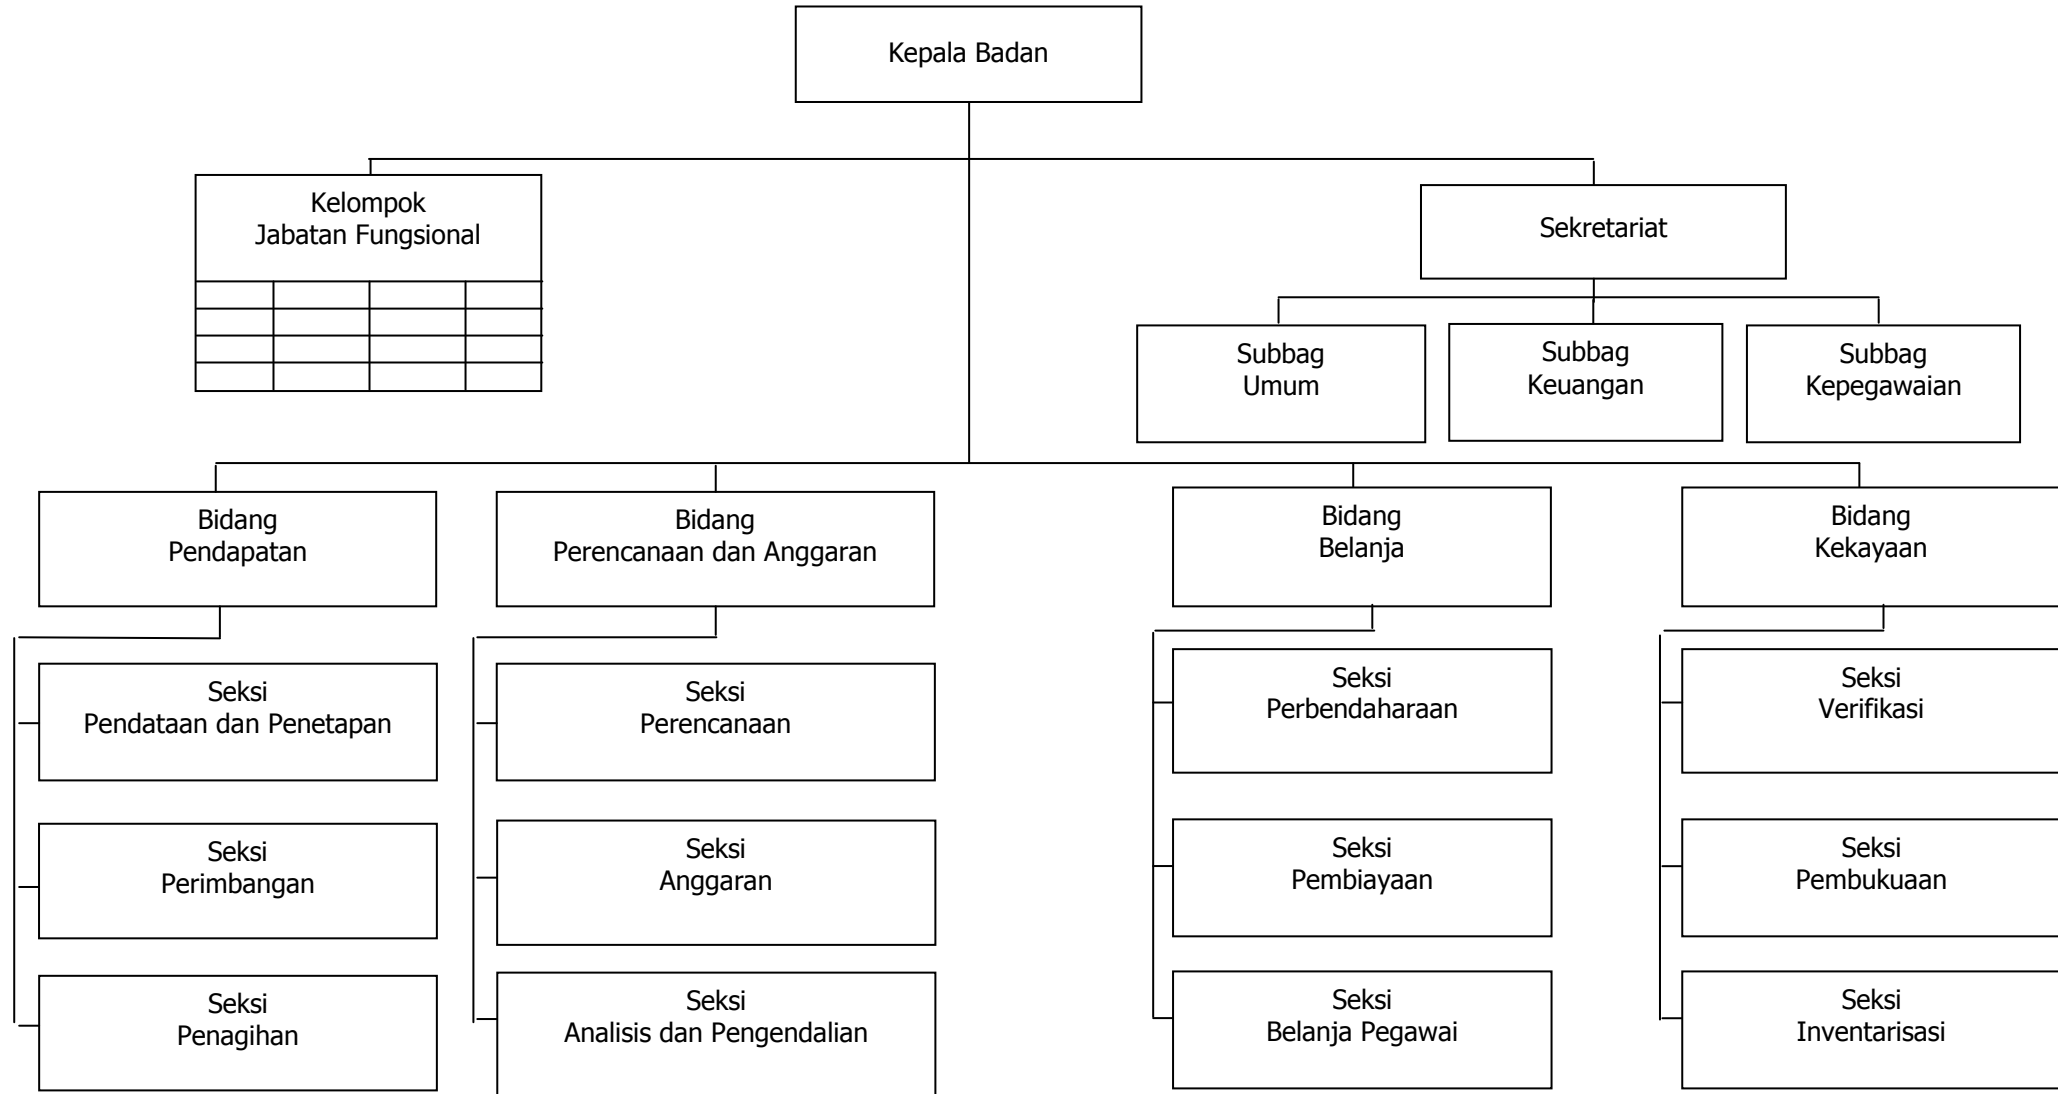 Kepala Badan
Kelompok
Jabatan Fungsional
Sekretariat
Subbag
Umum
Subbag
Keuangan
Subbag
Kepegawaian
Bidang
Pendapatan
Bidang
Perencanaan dan Anggaran
Bidang
Belanja
Bidang
Kekayaan
Seksi
Pendataan dan Penetapan
Seksi
Perencanaan
Seksi
Perbendaharaan
Seksi
Verifikasi
Seksi
Perimbangan
Seksi
Anggaran
Seksi
Pembiayaan
Seksi
Pembukuaan
Seksi
Penagihan
Seksi
Analisis dan Pengendalian
Seksi
Belanja Pegawai
Seksi
Inventarisasi